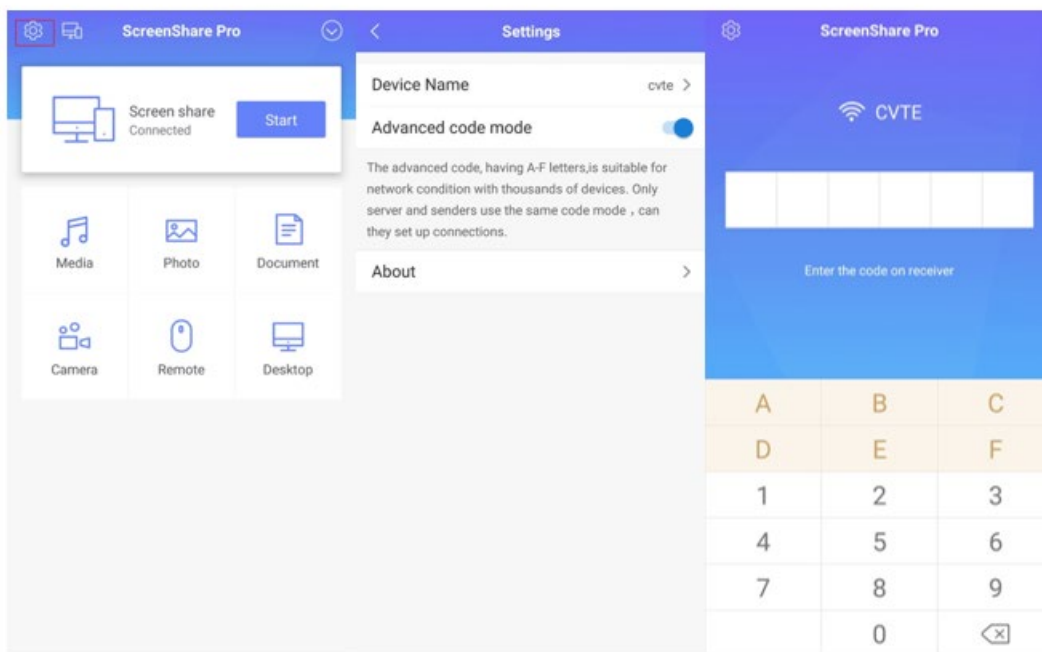 ScreenShare Pro
Screen share
Connected
Start
Media
Photo
Document
Camera
Remote
Desktop
Settings
Device Name
cvte
Advanced code mode
The advanced code, having A-F letters,is suitable for
network condition with thousands of devices. Only
server and senders use the same code mode，can
they set up connections.
About
ScreenShare Pro
CVTE
Enter the code on receiver
A B C
D E F
1 2 3
4 5 6
7 8 9
0